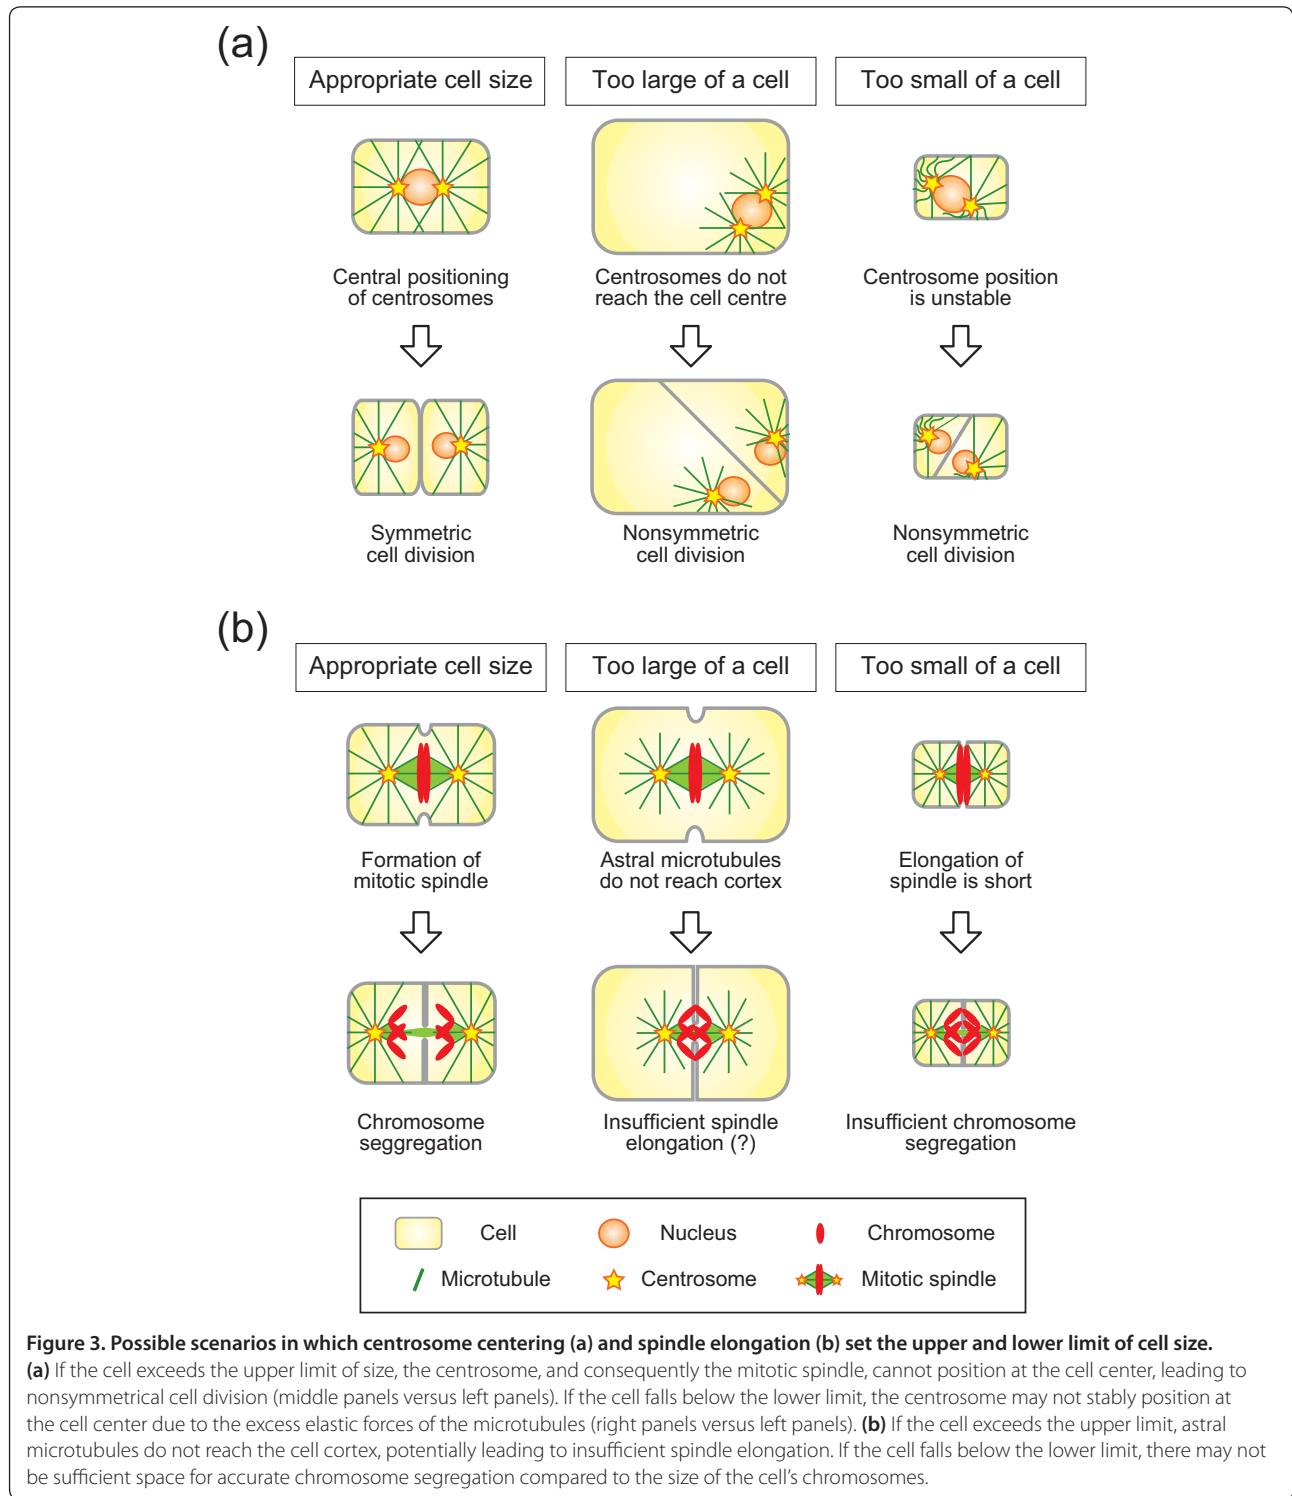 (a)
Appropriate cell size
Too large of a cell
Too small of a cell
Central positioning
of centrosomes
Centrosomes do not
reach the cell centre
Centrosome position
is unstable
Symmetric
cell division
Nonsymmetric
cell division
Nonsymmetric
cell division
(b)
Appropriate cell size
Too large of a cell
Too small of a cell
Formation of
mitotic spindle
Astral microtubules
do not reach cortex
Elongation of
spindle is short
Chromosome
seggregation
Insufficient spindle
elongation (?)
Insufficient chromosome
segregation
Cell
Nucleus
Chromosome
Microtubule
Centrosome
Mitotic spindle
Figure 3. Possible scenarios in which centrosome centering (a) and spindle elongation (b) set the upper and lower limit of cell size.
(a) If the cell exceeds the upper limit of size, the centrosome, and consequently the mitotic spindle, cannot position at the cell center, leading to
nonsymmetrical cell division (middle panels versus left panels). If the cell falls below the lower limit, the centrosome may not stably position at
the cell center due to the excess elastic forces of the microtubules (right panels versus left panels). (b) If the cell exceeds the upper limit, astral
microtubules do not reach the cell cortex, potentially leading to insufficient spindle elongation. If the cell falls below the lower limit, there may not
be sufficient space for accurate chromosome segregation compared to the size of the cell's chromosomes.